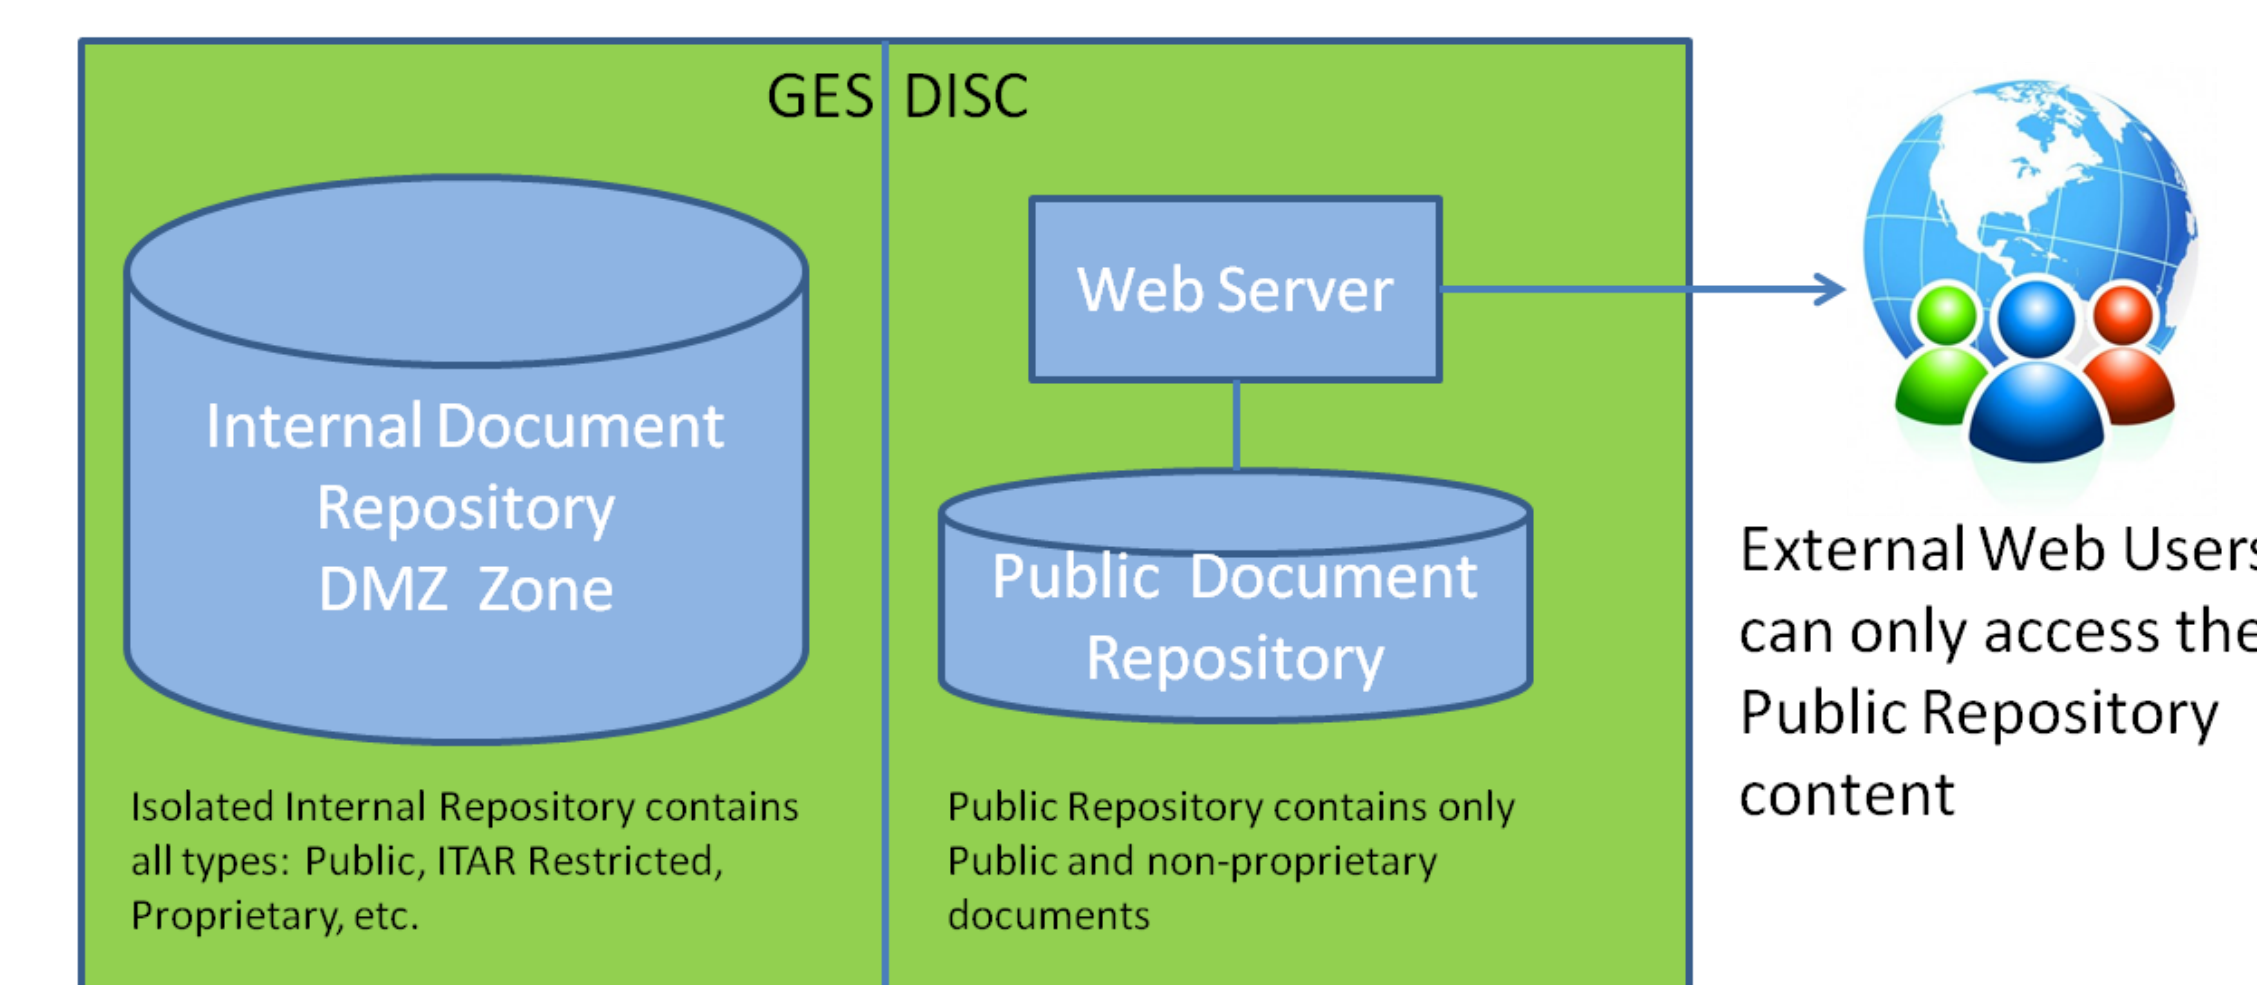 GES DISC
Internal Document
Repository
DMZ Zone
Isolated Internal Repository contains
all types: Public, ITAR Restricted,
Proprietary, etc.
Web Server
Public Document
Repository
Public Repository contains only
Public and non-proprietary
documents
External Web Users
can only access the
Public Repository
content